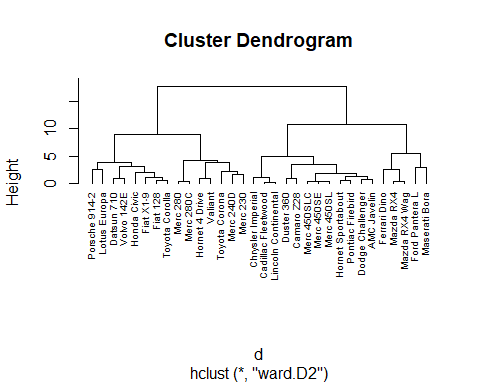 Cluster Dendrogram
Height
0
5
10
Porsche 914-2
Lotus Europa
Datsun 710
Volvo 142E
Honda Civic
Fiat X1-9
Fiat 128
Toyota Corolla
Merc 280
Merc 280C
Hornet 4 Drive
Valiant
Toyota Corona
Merc 240D
Merc 230
Chrysler Imperial
Cadillac Fleetwood
Lincoln Continental
Duster 360
Camaro Z28
Merc 450SLC
Merc 450SE
Merc 450SL
Hornet Sportabout
Pontiac Firebird
Dodge Challenger
AMC Javelin
Ferrari Dino
Mazda RX4
Mazda RX4 Wag
Ford Pantera L
Maserati Bora
d
hclust (*, "ward.D2")